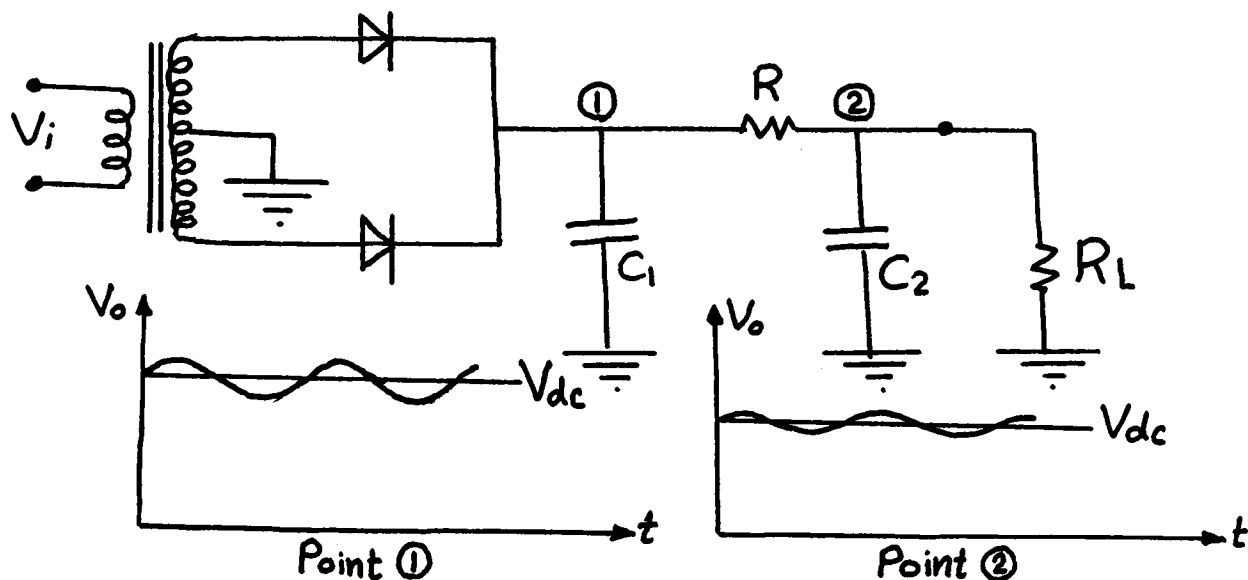 ①
R
②
Vi
C1
C2
RL
Vo
Vdc
t
Point ①
Vo
Vdc
t
Point ②